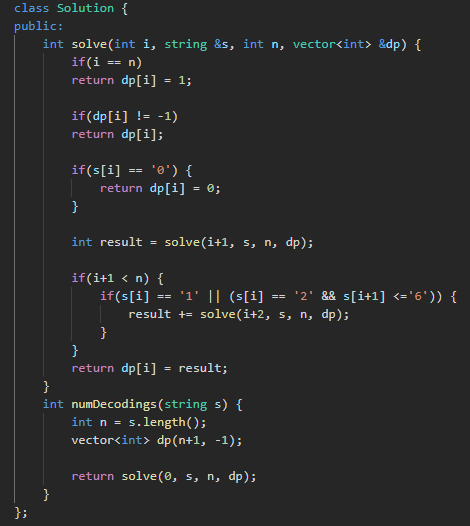 class Solution {
public:
    int solve(int i, string &s, int n, vector<int> &dp) {
        if(i == n)
        return dp[i] = 1;

        if(dp[i] != -1)
        return dp[i];

        if(s[i] == '0') {
            return dp[i] = 0;
        }

        int result = solve(i+1, s, n, dp);

        if(i+1 < n) {
            if(s[i] == '1' || (s[i] == '2' && s[i+1] <='6')) {
                result += solve(i+2, s, n, dp);
            }
        }
        return dp[i] = result;
    }
    int numDecodings(string s) {
        int n = s.length();
        vector<int> dp(n+1, -1);

        return solve(0, s, n, dp);
    }
};